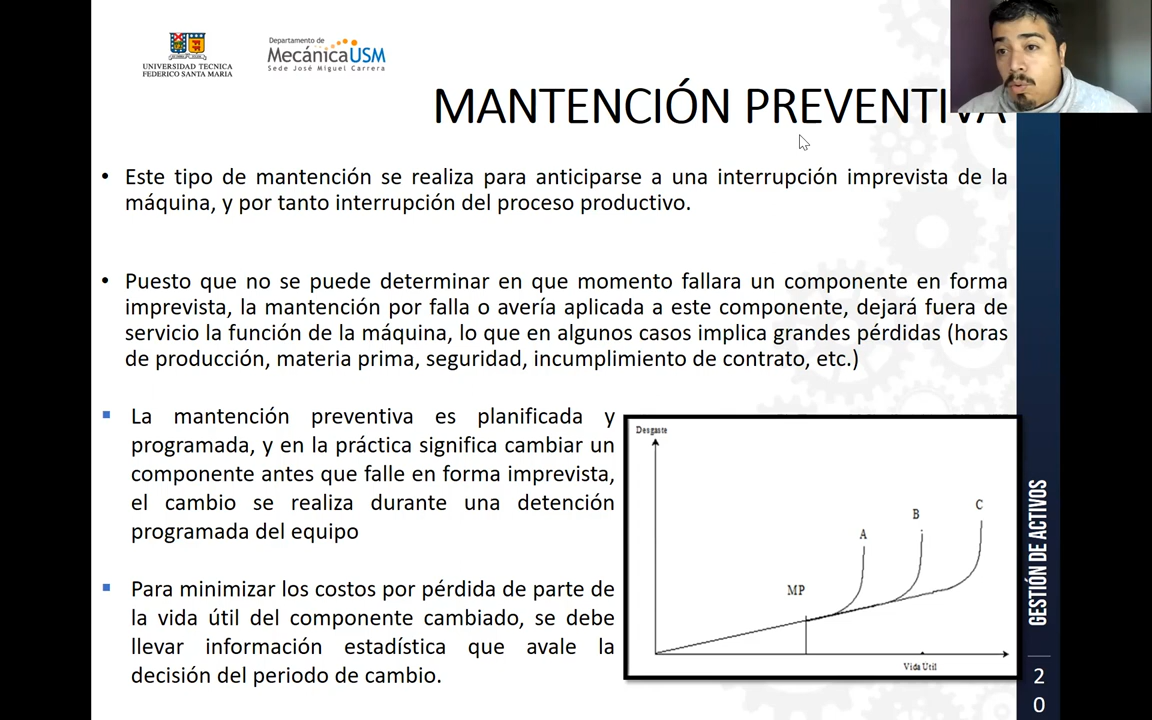 UNIVERSIDAD TECNICA
FEDERICO SANTA MARIA
Departamento de
MecánicaUSM
Sede José Miguel Carrera
MANTENCIÓN PREVENTIVA
• Este tipo de mantención se realiza para anticiparse a una interrupción imprevista de la
máquina, y por tanto interrupción del proceso productivo.
• Puesto que no se puede determinar en que momento fallara un componente en forma
imprevista, la mantención por falla o avería aplicada a este componente, dejará fuera de
servicio la función de la máquina, lo que en algunos casos implica grandes pérdidas (horas
de producción, materia prima, seguridad, incumplimiento de contrato, etc.)
▪ La mantención preventiva es planificada y
programada, y en la práctica significa cambiar un
componente antes que falle en forma imprevista,
el cambio se realiza durante una detención
programada del equipo
▪ Para minimizar los costos por pérdida de parte de
la vida útil del componente cambiado, se debe
llevar información estadística que avale la
decisión del periodo de cambio.
Desgaste
MP
A
B
C
Vida Util
GESTIÓN DE ACTIVOS
2
0